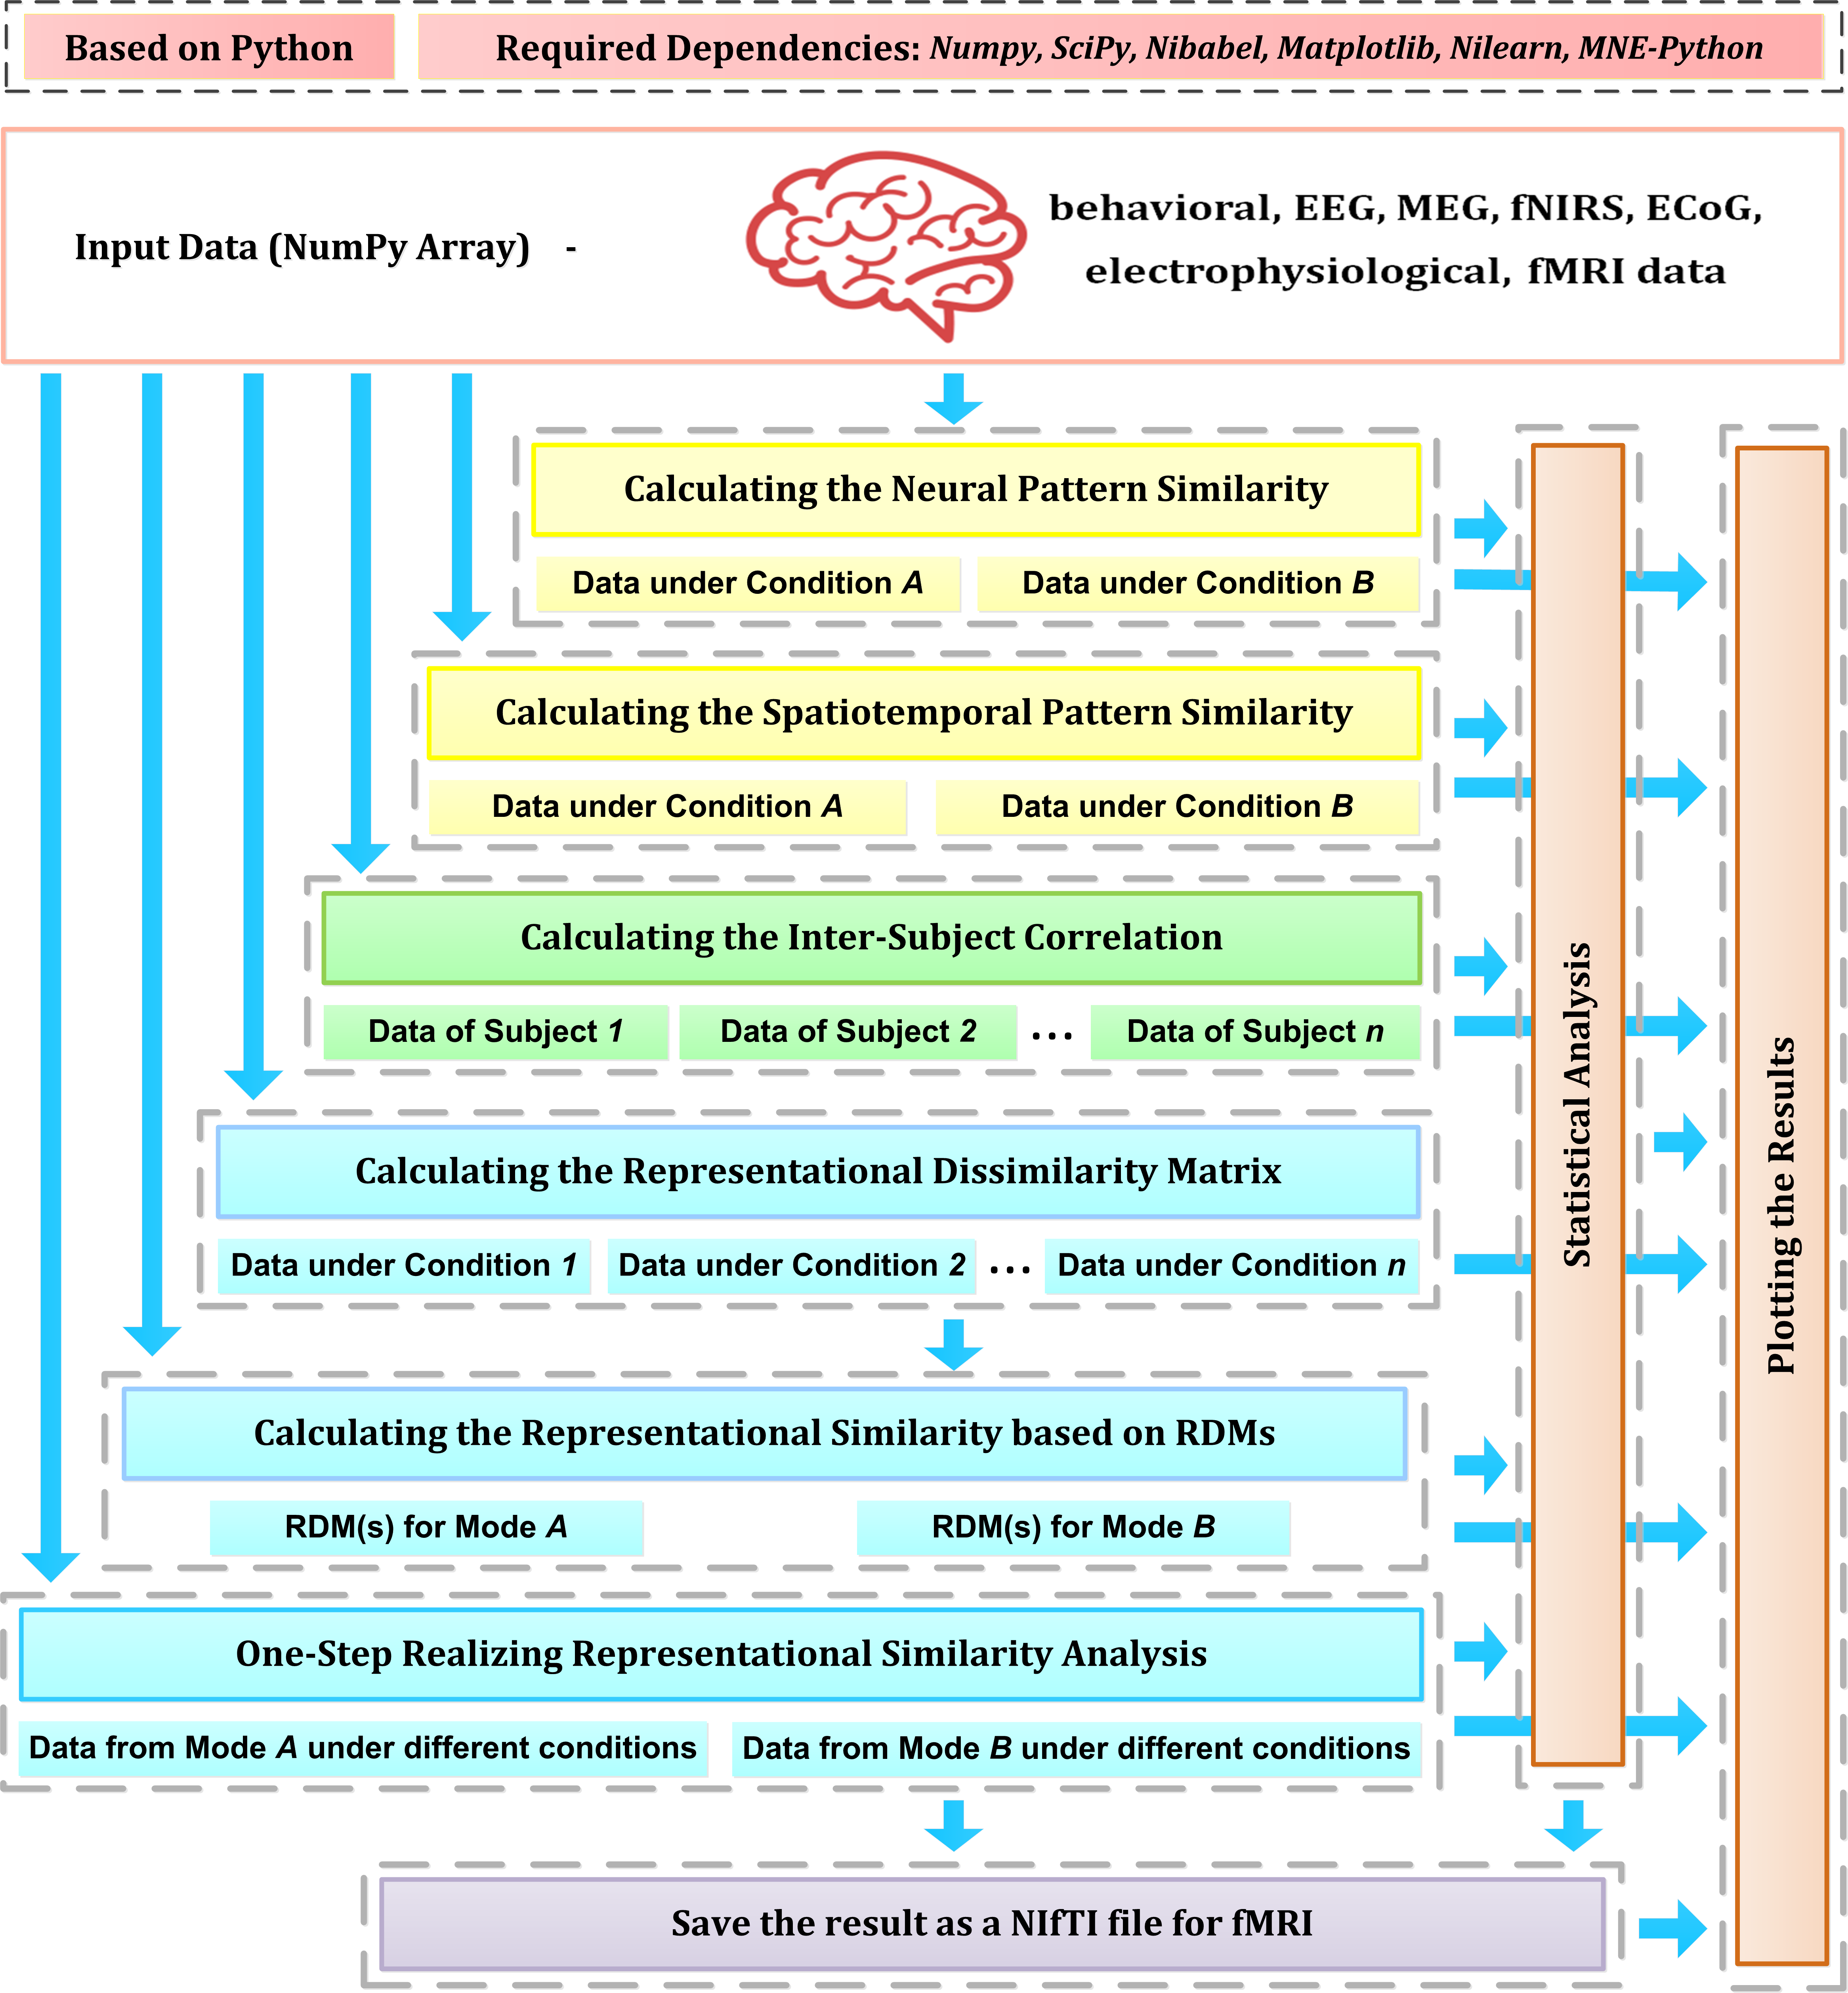 Based on Python
Required Dependencies: Numpy, SciPy, Nibabel, Matplotlib, Nilearn, MNE-Python
Input Data (NumPy Array) -
behavioral, EEG, MEG, fNIRS, ECoG,
electrophysiological, fMRI data
Calculating the Neural Pattern Similarity
Data under Condition A
Data under Condition B
Calculating the Spatiotemporal Pattern Similarity
Data under Condition A
Data under Condition B
Calculating the Inter-Subject Correlation
Data of Subject 1
Data of Subject 2
...
Data of Subject n
Calculating the Representational Dissimilarity Matrix
Data under Condition 1
Data under Condition 2
...
Data under Condition n
Calculating the Representational Similarity based on RDMs
RDM(s) for Mode A
RDM(s) for Mode B
One-Step Realizing Representational Similarity Analysis
Data from Mode A under different conditions
Data from Mode B under different conditions
Statistical Analysis
Plotting the Results
Save the result as a NIfTI file for fMRI